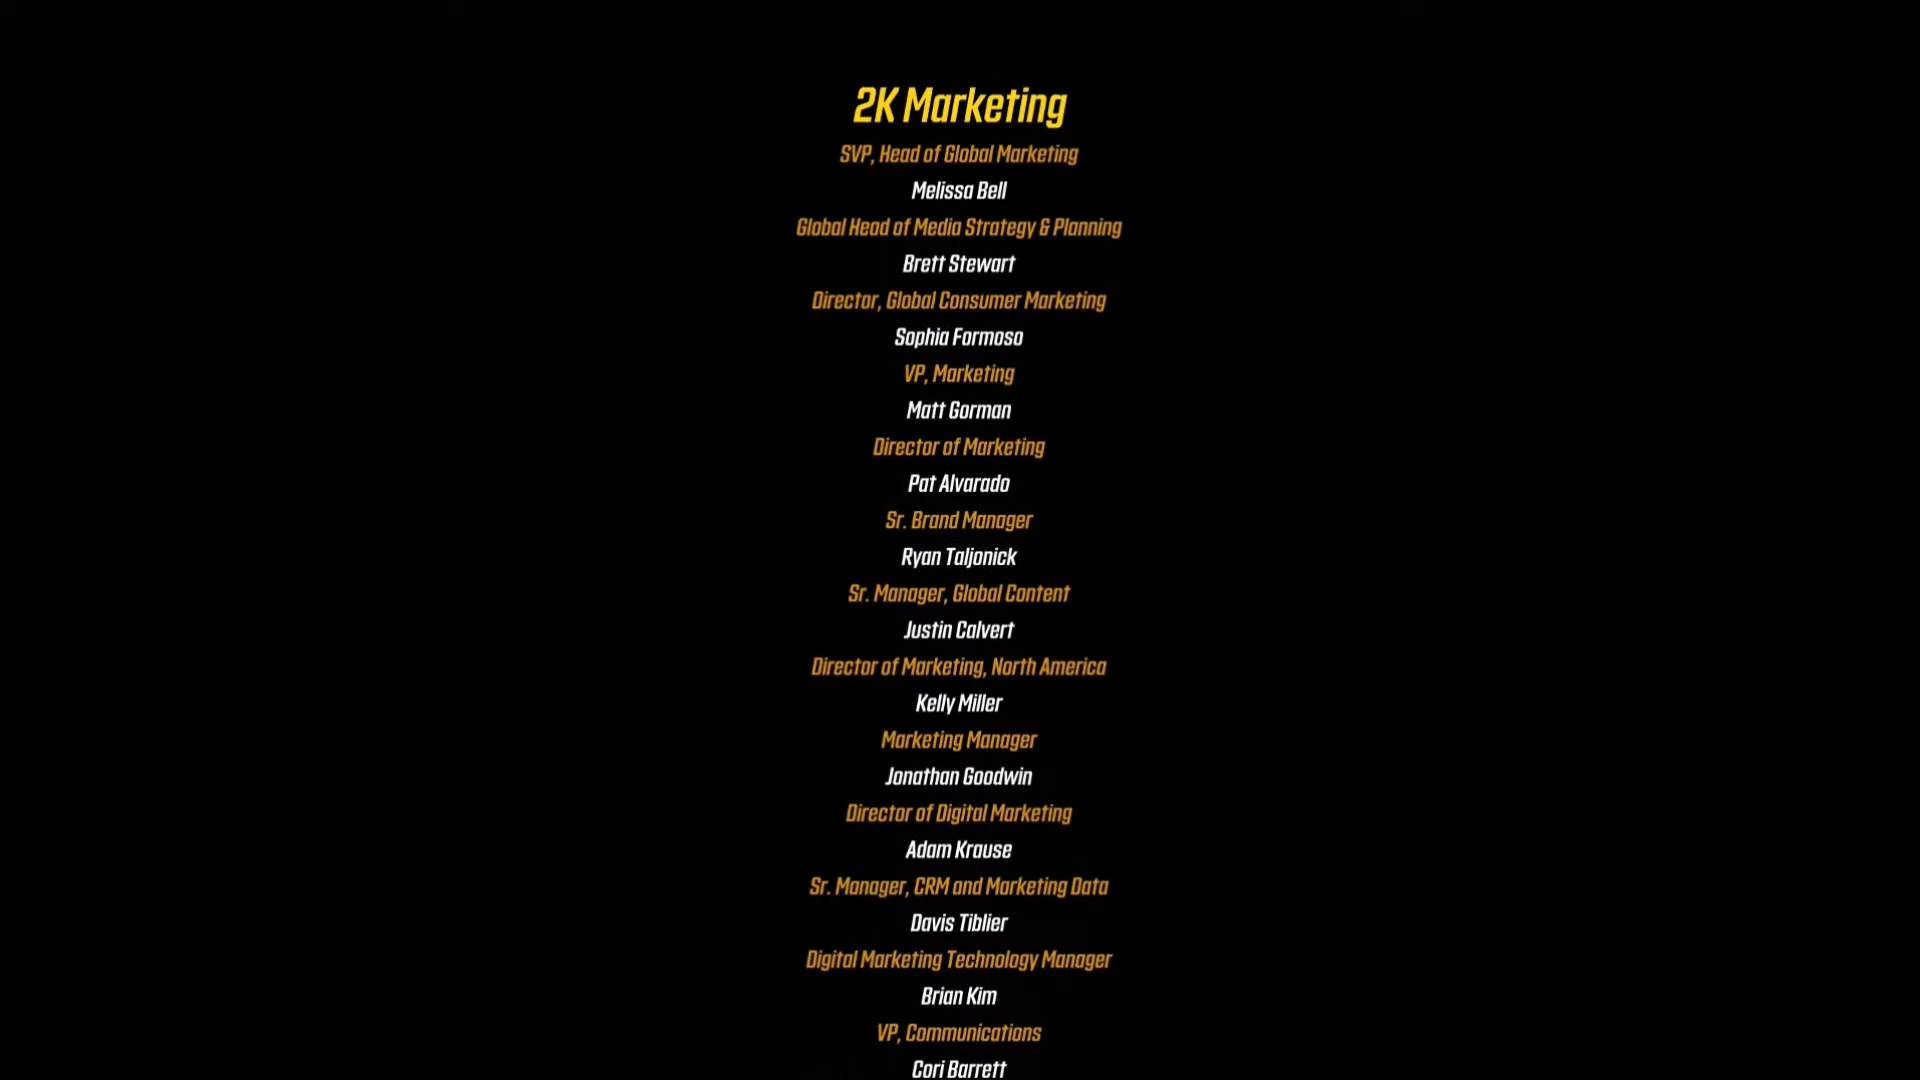 2K Marketing
SVP, Head of Global Marketing
Melissa Bell
Global Head of Media Strategy & Planning
Brett Stewart
Director, Global Consumer Marketing
Sophia Formoso
VP, Marketing
Matt Gorman
Director of Marketing
Pat Alvarado
Sr. Brand Manager
Ryan Taljonick
Sr. Manager, Global Content
Justin Calvert
Director of Marketing, North America
Kelly Miller
Marketing Manager
Jonathan Goodwin
Director of Digital Marketing
Adam Krause
Sr. Manager, CRM and Marketing Data
Davis Tiblier
Digital Marketing Technology Manager
Brian Kim
VP, Communications
Cori Barrett